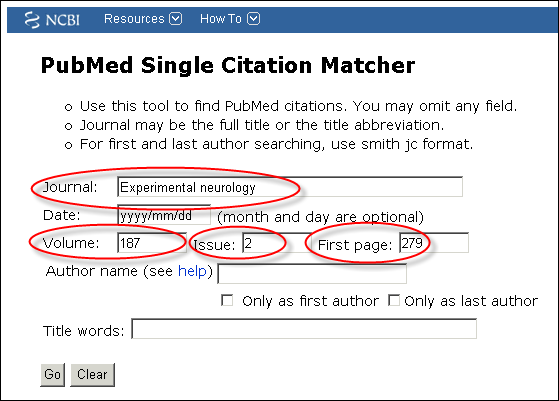 NCBI Resources How To
PubMed Single Citation Matcher
Use this tool to find PubMed citations. You may omit any field.
Journal may be the full title or the title abbreviation.
For first and last author searching, use smith jc format.
Journal: Experimental neurology
Date: yyyy/mm/dd (month and day are optional)
Volume: 187 Issue: 2 First page: 279
Author name (see help)
Only as first author Only as last author
Title words:
Go Clear